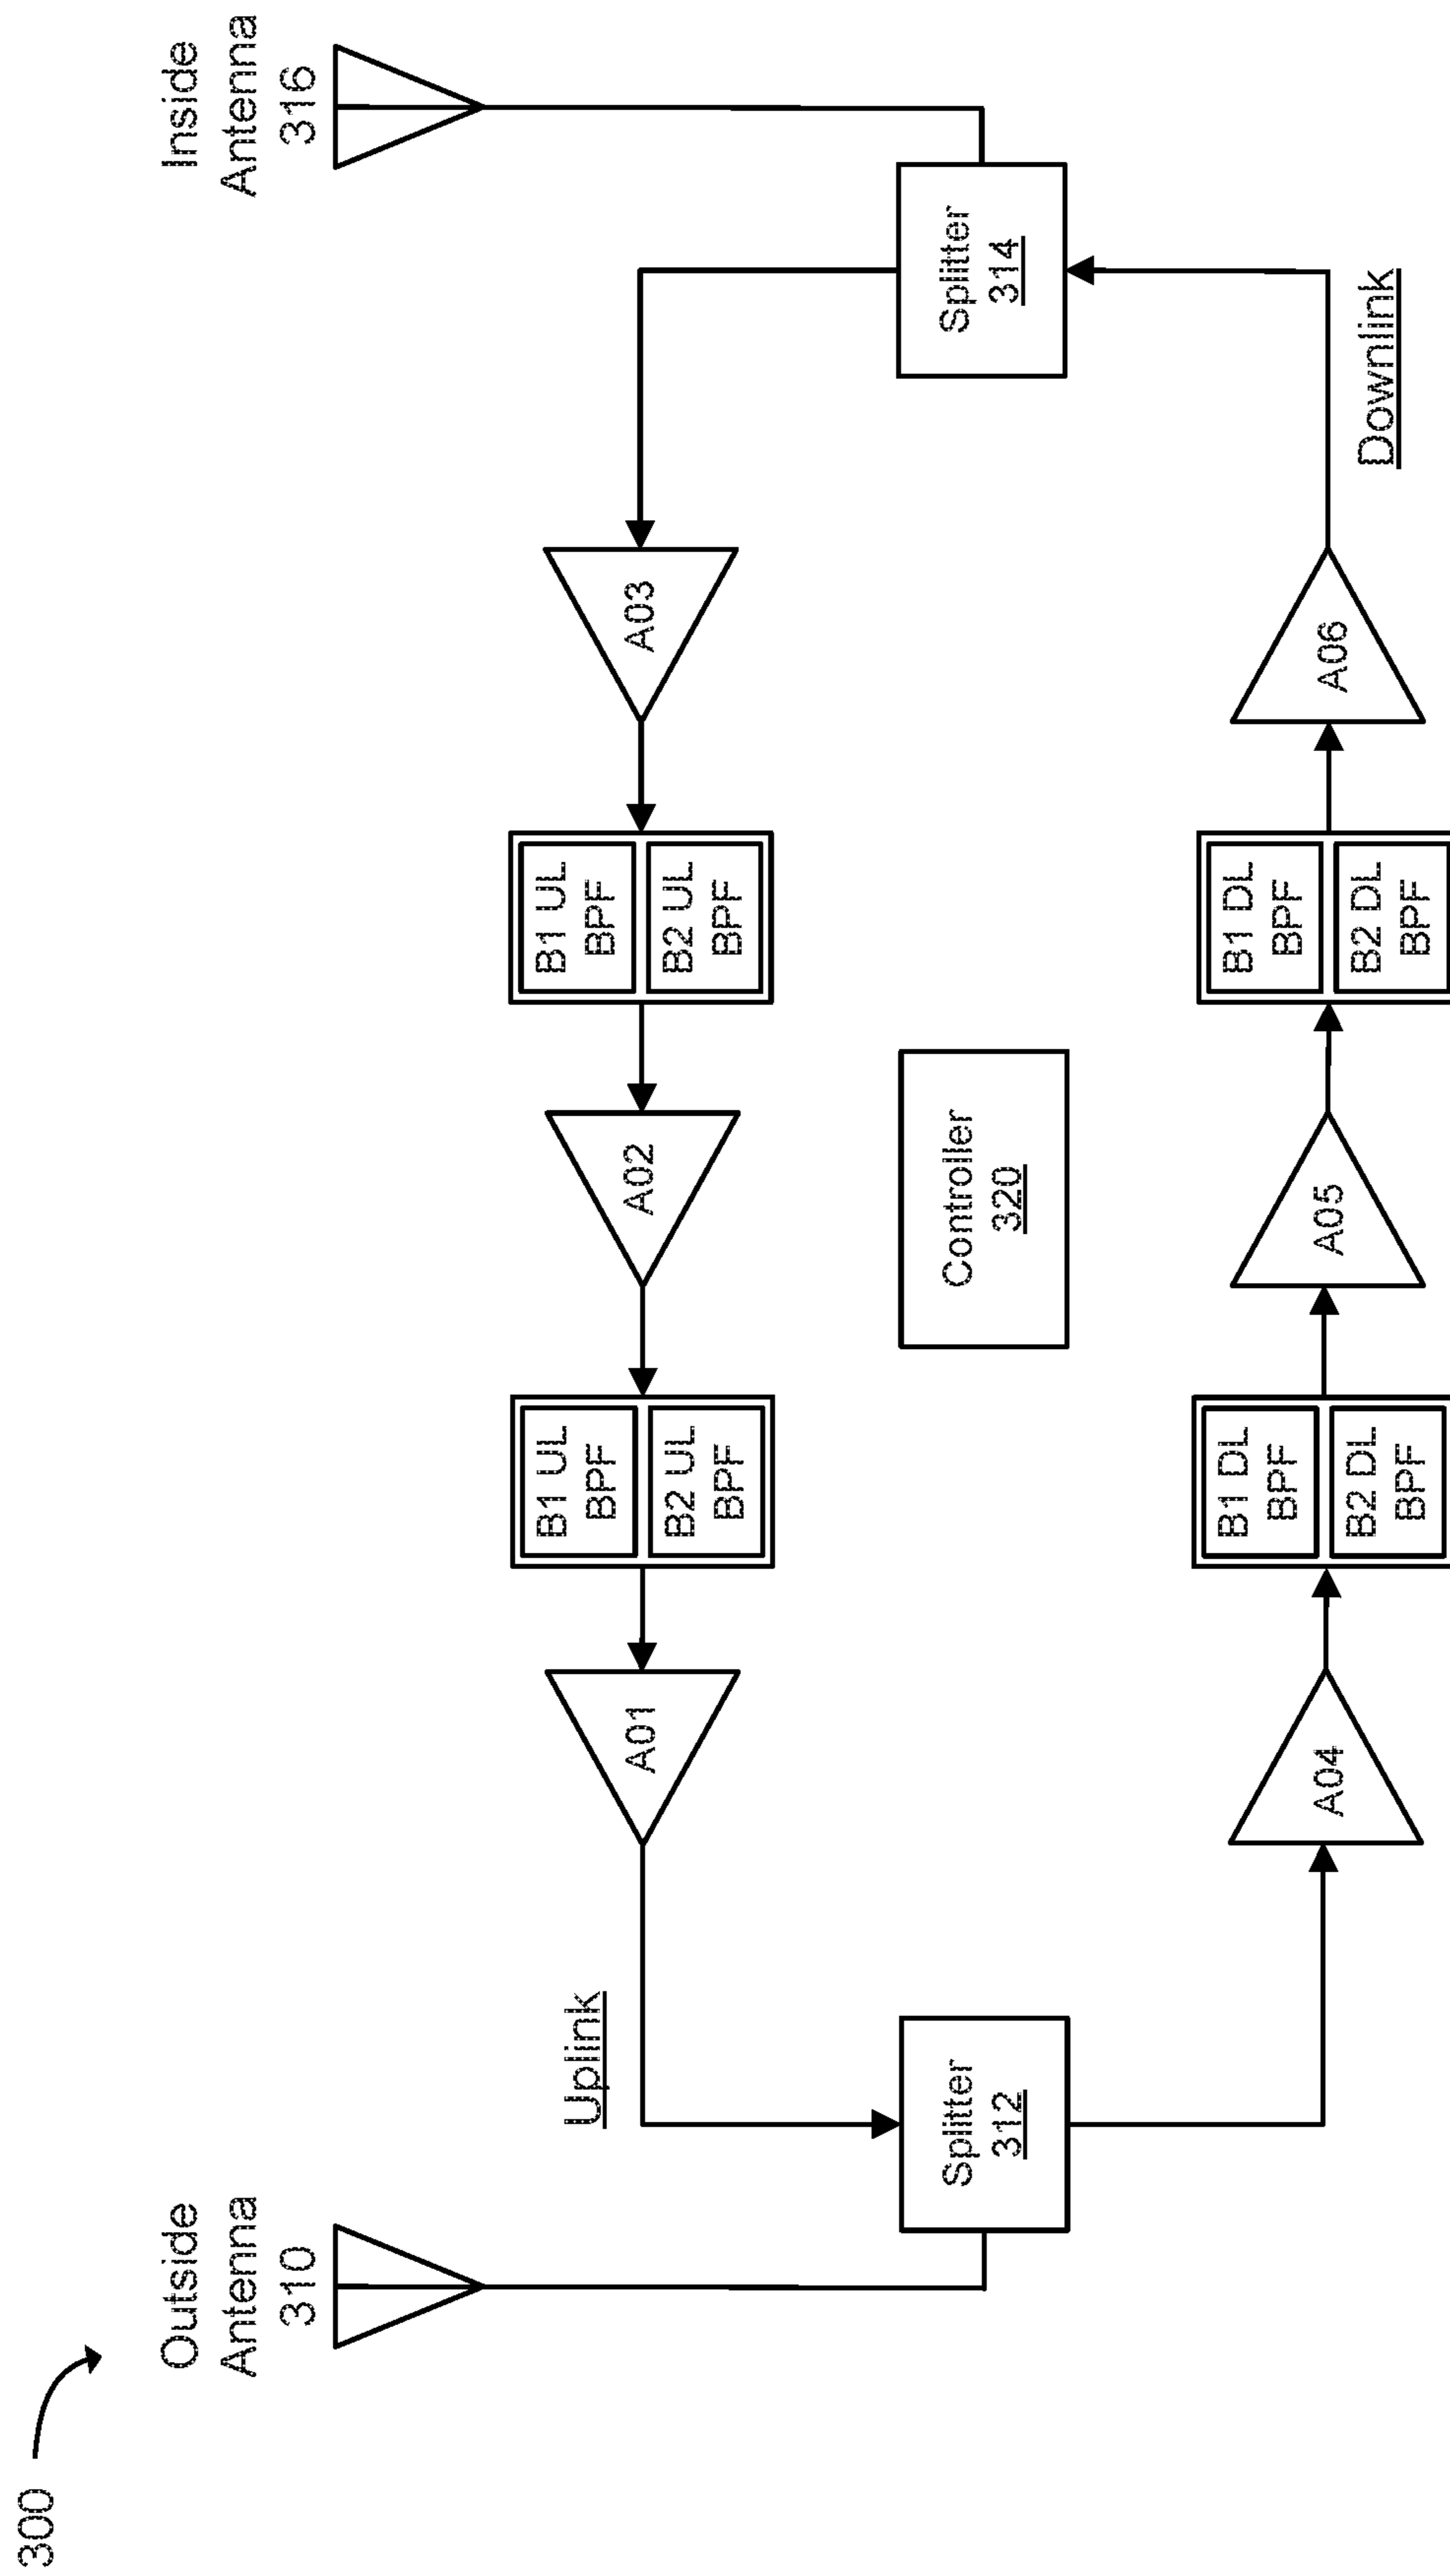 300
Outside
Antenna
310
Inside
Antenna
316
Uplink
A01
B1 UL
BPF
B2 UL
BPF
A02
B1 UL
BPF
B2 UL
BPF
A03
Splitter
312
Controller
320
Splitter
314
A04
B1 DL
BPF
B2 DL
BPF
A05
B1 DL
BPF
B2 DL
BPF
A06
Downlink